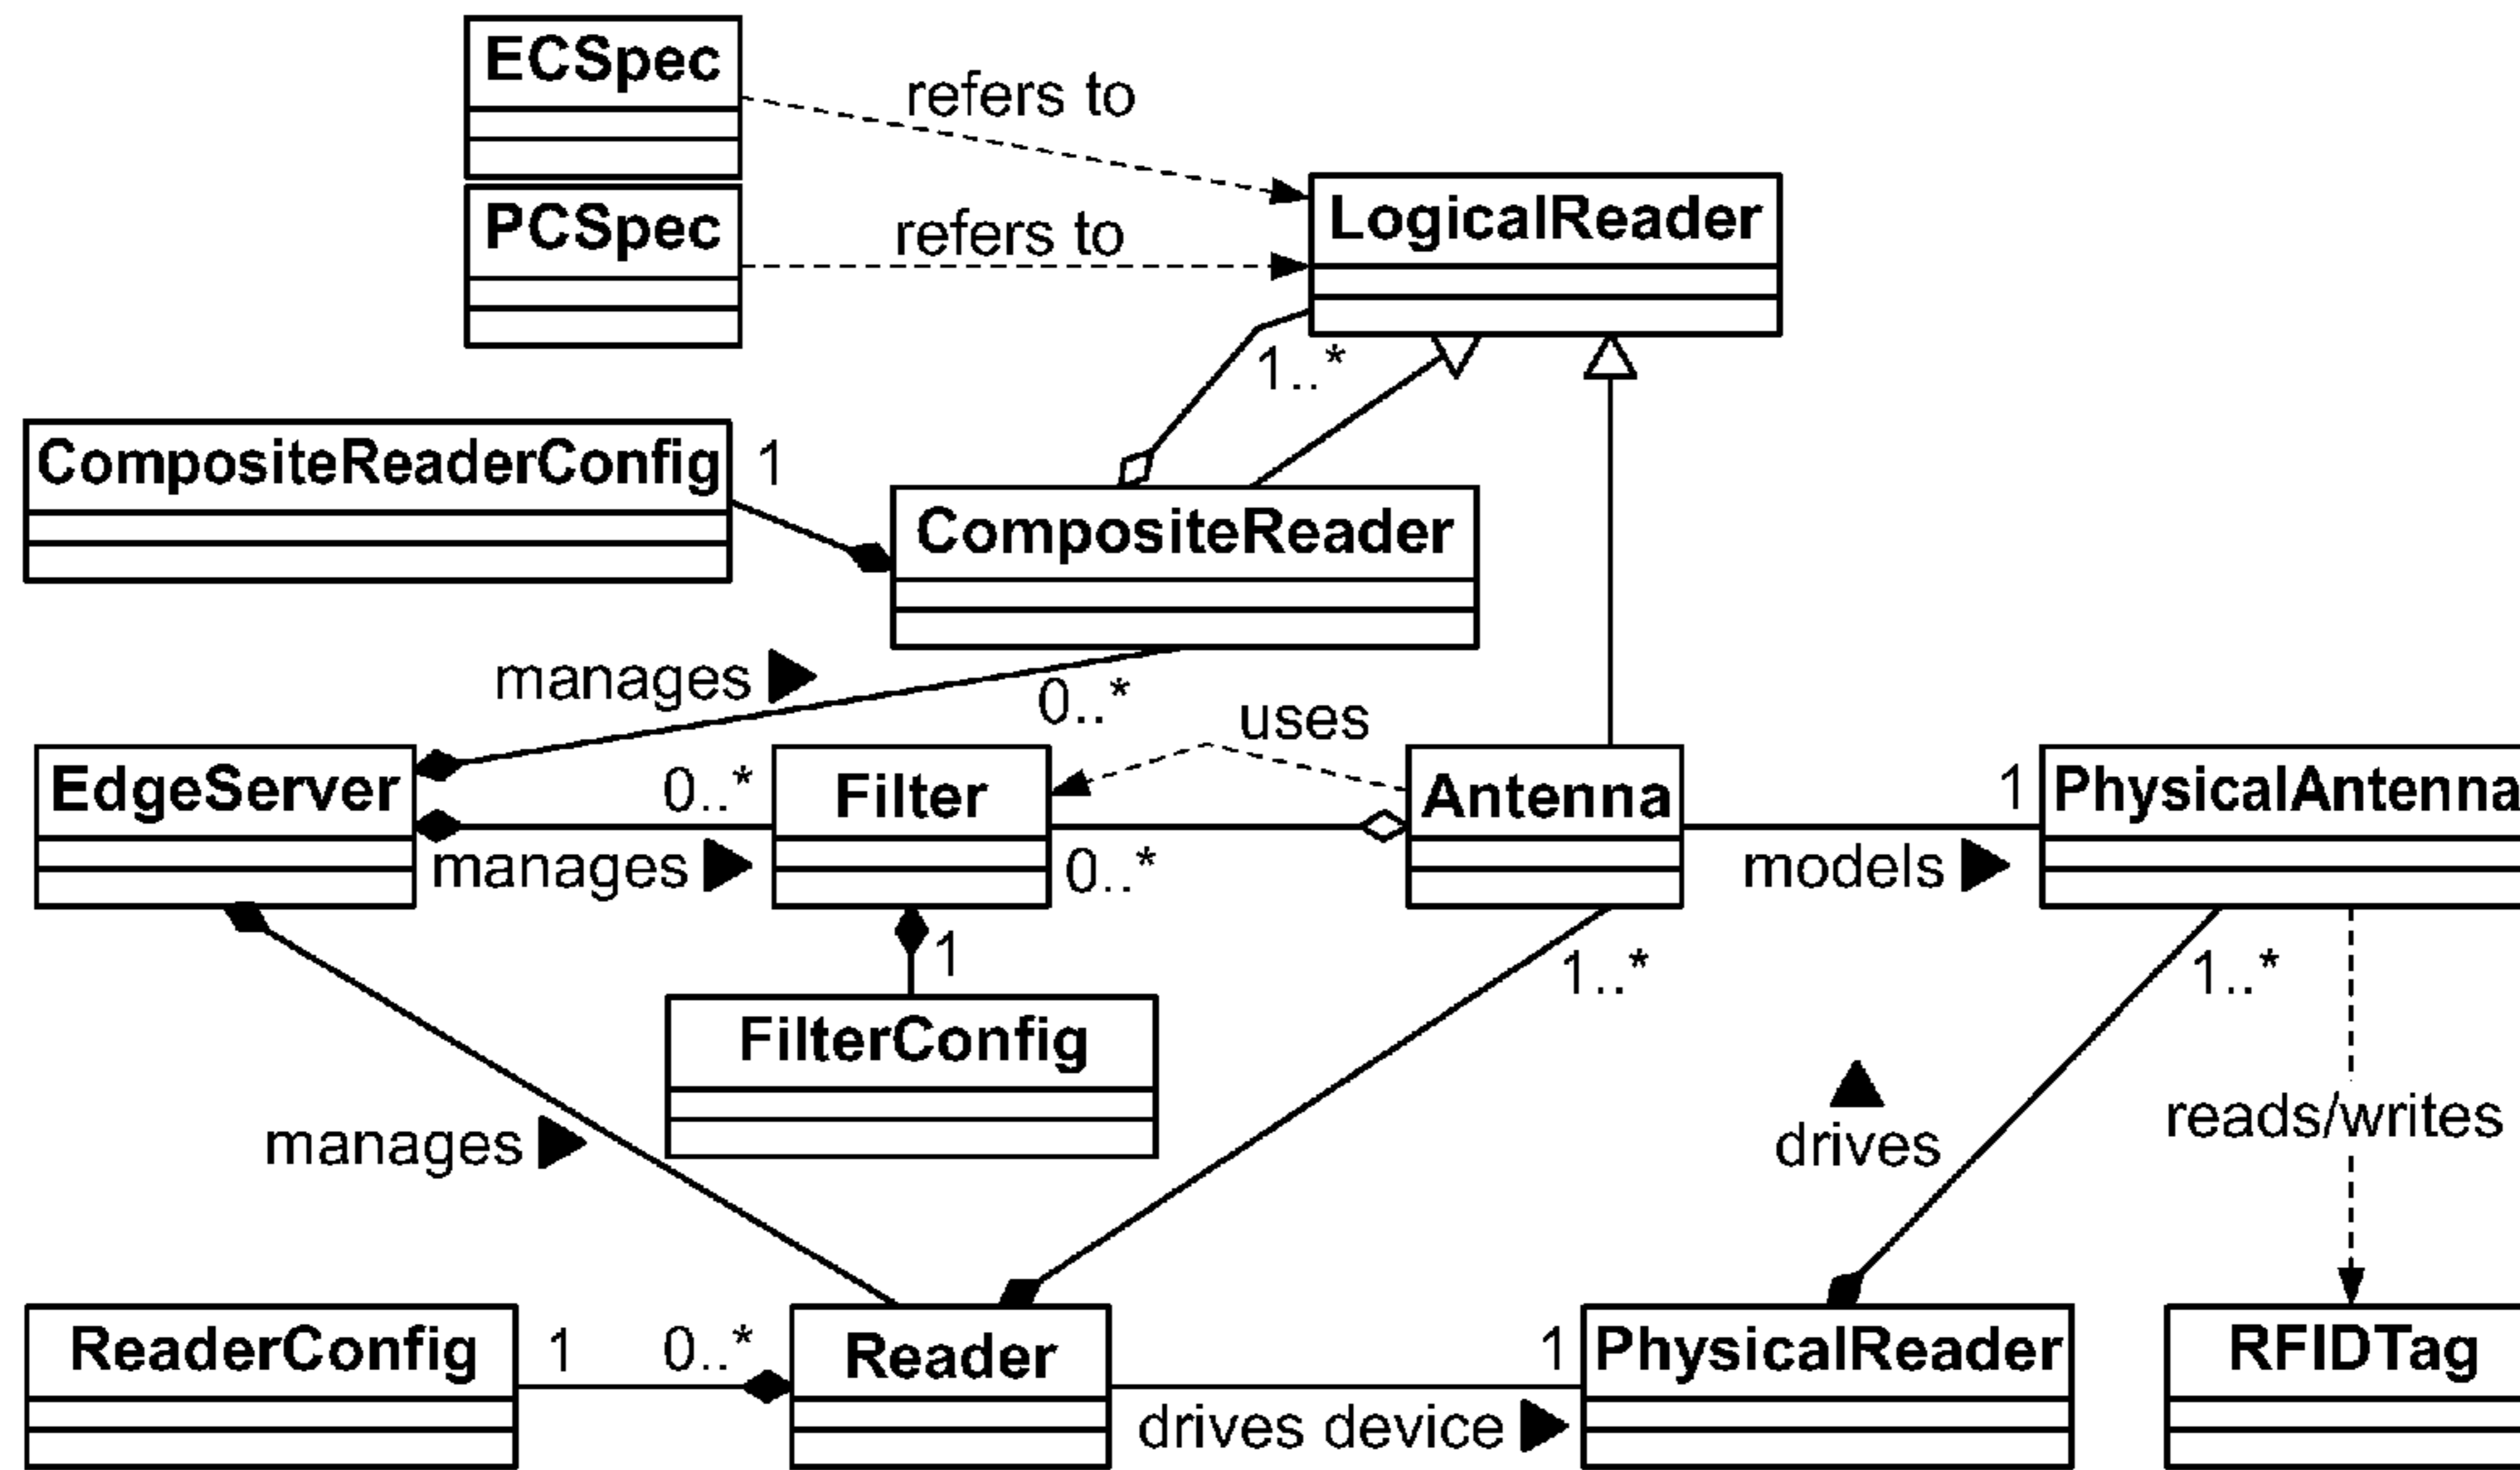 ECSpec
refers to
PCSpec
refers to
LogicalReader
1..*
CompositeReaderConfig
1
CompositeReader
manages
0..*
uses
EdgeServer
0..*
Filter
Antenna
1
PhysicalAntenna
manages
0..*
models
1
1..*
1..*
FilterConfig
manages
drives
reads/writes
ReaderConfig
1
0..*
Reader
1
PhysicalReader
RFIDTag
drives device